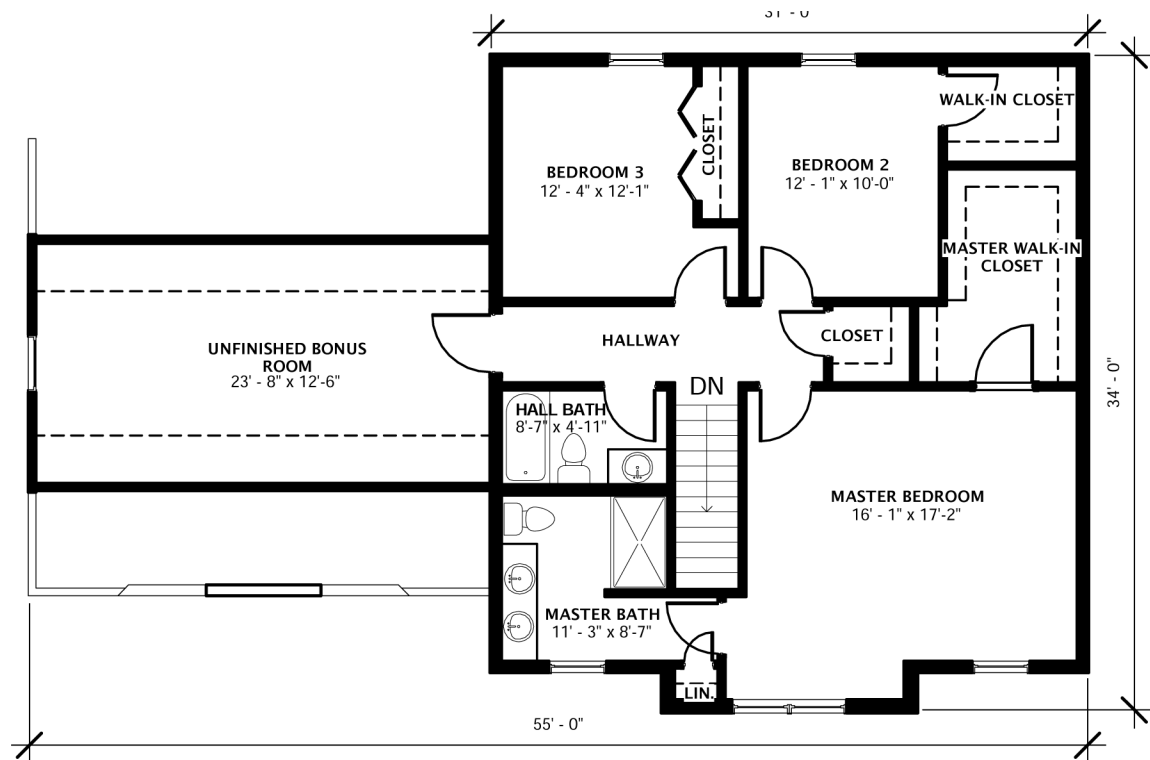 31' - 0"
WALK-IN CLOSET
CLOSET
BEDROOM 3
12' - 4" x 12'-1"
BEDROOM 2
12' - 1" x 10'-0"
MASTER WALK-IN
CLOSET
HALLWAY
CLOSET
UNFINISHED BONUS
ROOM
23' - 8" x 12'-6"
DN
34' - 0"
HALL BATH
8'-7" x 4'-11"
MASTER BEDROOM
16' - 1" x 17'-2"
MASTER BATH
11' - 3" x 8'-7"
LIN.
55' - 0"